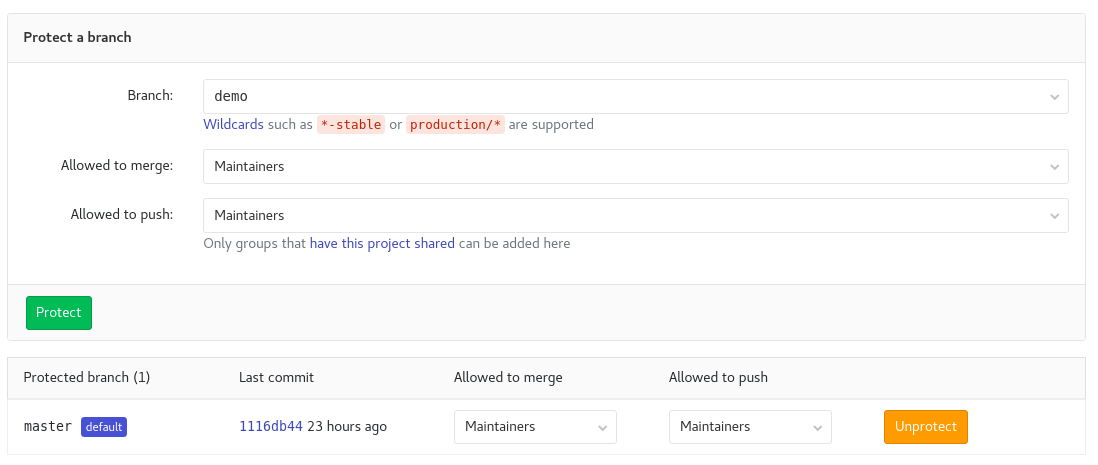 Protect a branch
Branch:
demo
Wildcards such as *-stable or production/* are supported
Allowed to merge:
Maintainers
Allowed to push:
Maintainers
Only groups that have this project shared can be added here
Protect
Protected branch (1) Last commit Allowed to merge Allowed to push
master default 1116db44 23 hours ago Maintainers Maintainers Unprotect